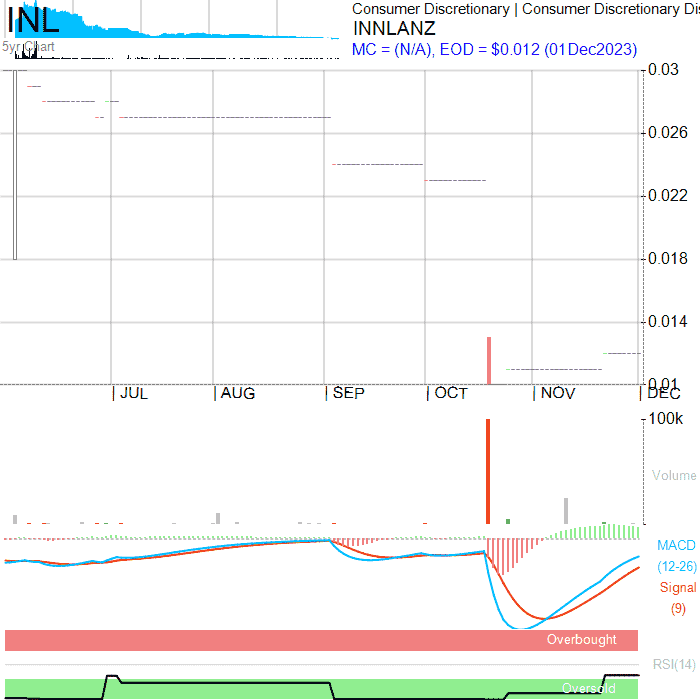 INL
5yr Chart
Consumer Discretionary | Consumer Discretionary Dis
INNLANZ
MC = (N/A), EOD = $0.012 (01Dec2023)
0.03
0.026
0.022
0.018
0.014
0.01
JUL AUG SEP OCT NOV DEC
100k
Volume
MACD
(12-26)
Signal
(9)
Overbought
RSI(14)
Oversold